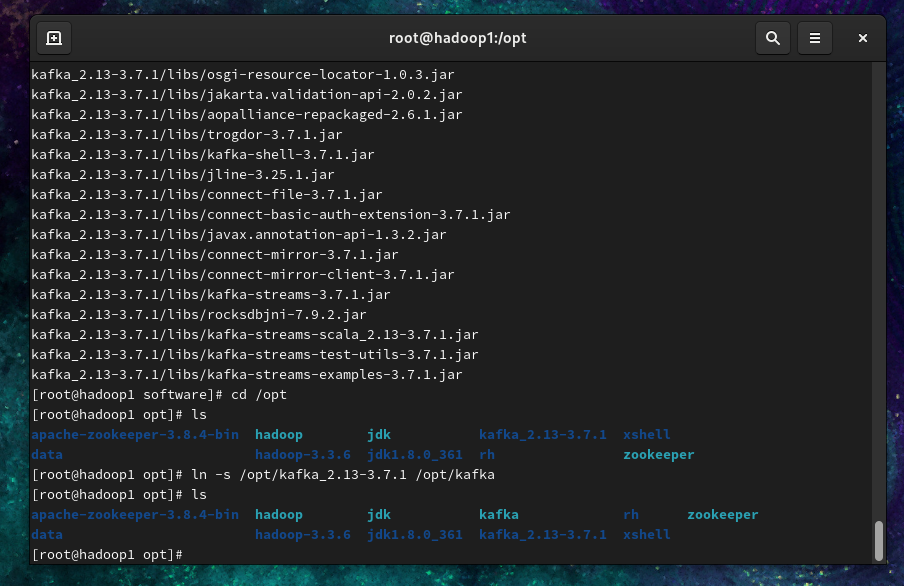 root@hadoop1:/opt
kafka_2.13-3.7.1/libs/osgi-resource-locator-1.0.3.jar
kafka_2.13-3.7.1/libs/jakarta.validation-api-2.0.2.jar
kafka_2.13-3.7.1/libs/aopalliance-repackaged-2.6.1.jar
kafka_2.13-3.7.1/libs/trogdor-3.7.1.jar
kafka_2.13-3.7.1/libs/kafka-shell-3.7.1.jar
kafka_2.13-3.7.1/libs/jline-3.25.1.jar
kafka_2.13-3.7.1/libs/connect-file-3.7.1.jar
kafka_2.13-3.7.1/libs/connect-basic-auth-extension-3.7.1.jar
kafka_2.13-3.7.1/libs/javax.annotation-api-1.3.2.jar
kafka_2.13-3.7.1/libs/connect-mirror-3.7.1.jar
kafka_2.13-3.7.1/libs/connect-mirror-client-3.7.1.jar
kafka_2.13-3.7.1/libs/kafka-streams-3.7.1.jar
kafka_2.13-3.7.1/libs/rocksdbjni-7.9.2.jar
kafka_2.13-3.7.1/libs/kafka-streams-scala_2.13-3.7.1.jar
kafka_2.13-3.7.1/libs/kafka-streams-test-utils-3.7.1.jar
kafka_2.13-3.7.1/libs/kafka-streams-examples-3.7.1.jar
[root@hadoop1 software]# cd /opt
[root@hadoop1 opt]# ls
apache-zookeeper-3.8.4-bin  hadoop        jdk           kafka_2.13-3.7.1  xshell
data                        hadoop-3.3.6  jdk1.8.0_361  rh                zookeeper
[root@hadoop1 opt]# ln -s /opt/kafka_2.13-3.7.1 /opt/kafka
[root@hadoop1 opt]# ls
apache-zookeeper-3.8.4-bin  hadoop        jdk           kafka             rh      zookeeper
data                        hadoop-3.3.6  jdk1.8.0_361  kafka_2.13-3.7.1  xshell
[root@hadoop1 opt]#